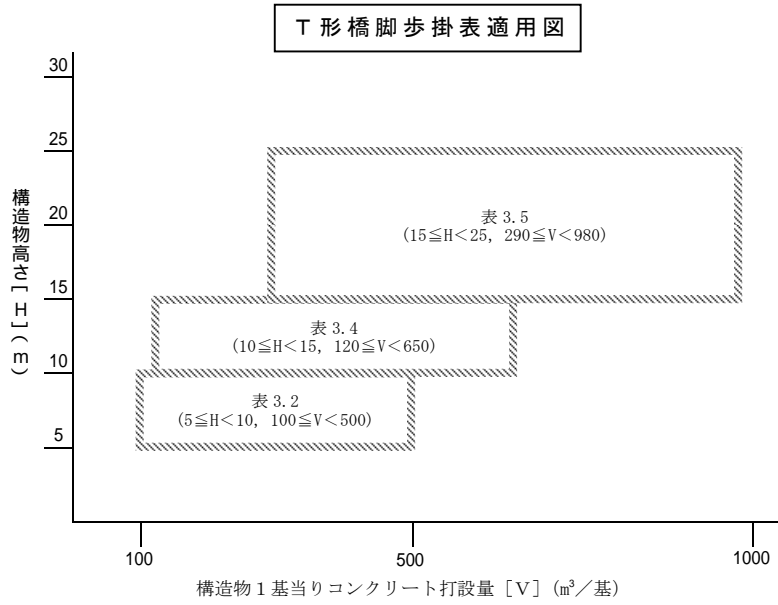 T形橋脚歩掛表適用図
30
25
20
15
10
5
構造物高さ[H](m)
表 3.5
(15≦H<25, 290≦V<980)
表 3.4
(10≦H<15, 120≦V<650)
表 3.2
(5≦H<10, 100≦V<500)
100
500
1000
構造物１基当りコンクリート打設量［V］(m³／基)